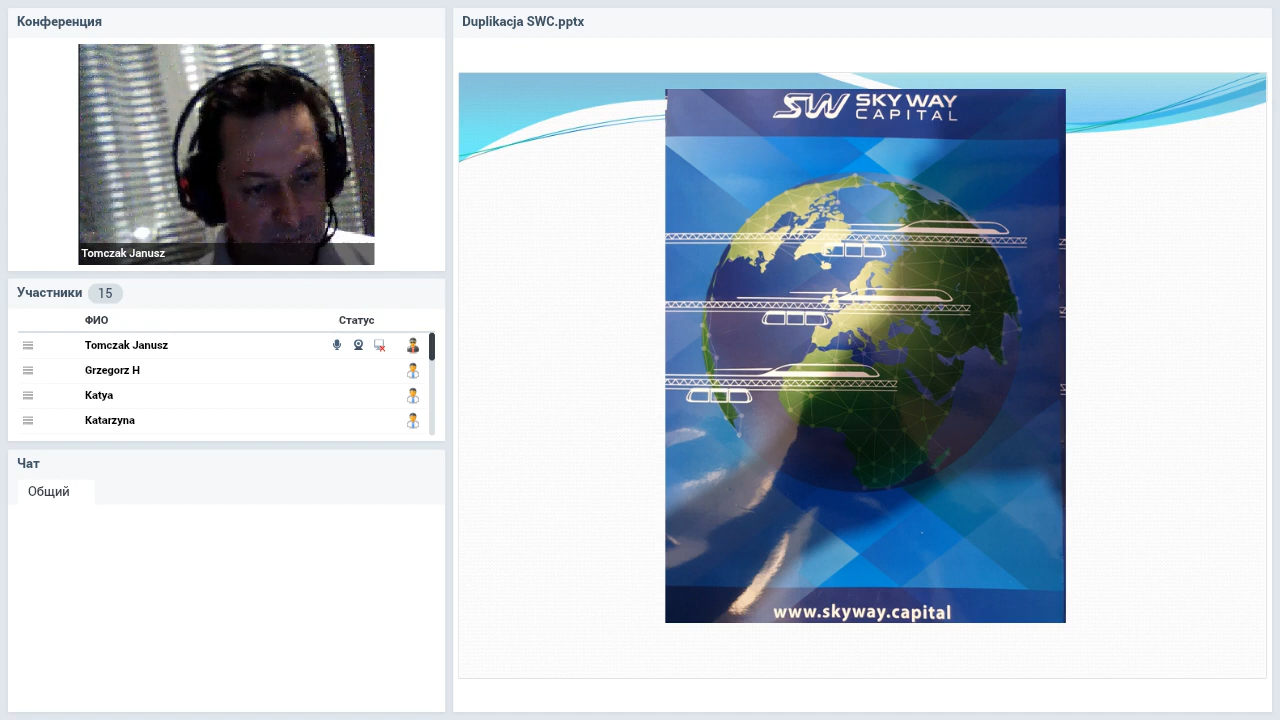 Конференция
Tomczak Janusz
Участники 15
ФИО Статус
Tomczak Janusz
Grzegorz H
Katya
Katarzyna
Чат
Общий
Duplikacja SWC.pptx
SW SKY WAY
CAPITAL
www.skyway.capital